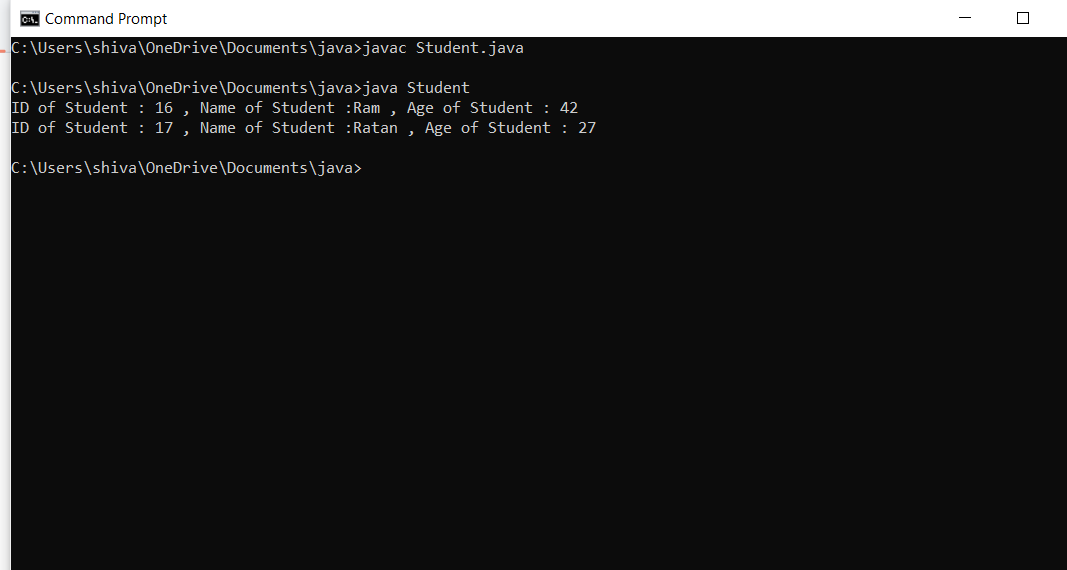 Command Prompt
C:\Users\shiva\OneDrive\Documents\java>javac Student.java
C:\Users\shiva\OneDrive\Documents\java>java Student
ID of Student : 16 , Name of Student :Ram , Age of Student : 42
ID of Student : 17 , Name of Student :Ratan , Age of Student : 27
C:\Users\shiva\OneDrive\Documents\java>